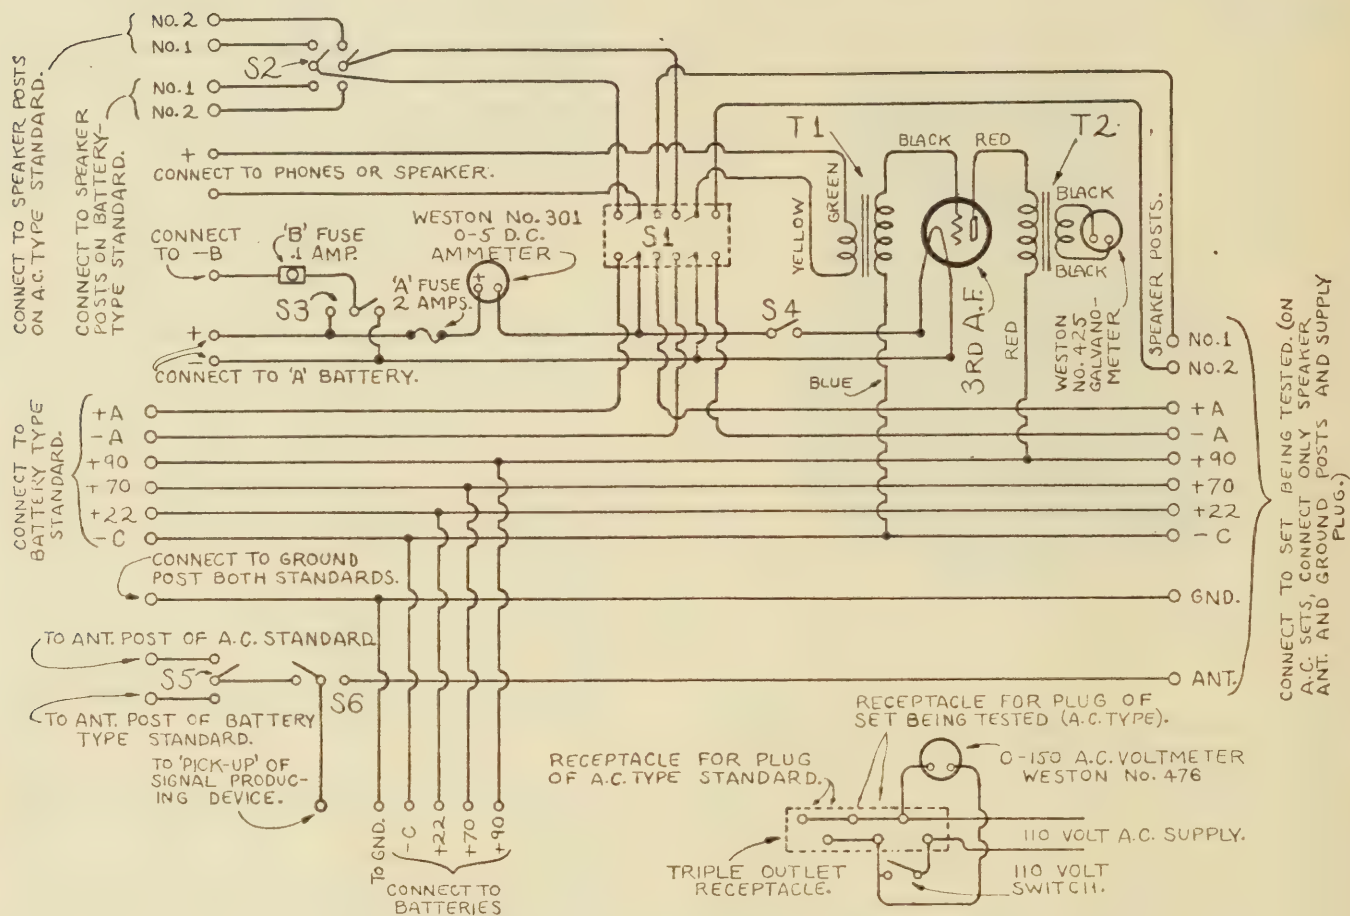 CONNECT TO SPEAKER POSTS
ON A.C. TYPE STANDARD.
NO.2
NO.1
S2
CONNECT TO SPEAKER
POSTS ON BATTERY-
TYPE STANDARD.
NO.1
NO.2
+
CONNECT TO PHONES OR SPEAKER.
CONNECT
TO -B
'B' FUSE
.1 AMP.
S3
WESTON No. 301
0-5 D.C.
AMMETER
+
'A' FUSE
2 AMPS.
+
-
CONNECT TO 'A' BATTERY.
S1
S4
T1
YELLOW
GREEN
BLACK
RED
T2
BLACK
BLACK
3RD A.F.
RED
BLUE
WESTON
NO. 425
GALVANO-
METER
SPEAKER POSTS.
NO.1
NO.2
+ A
- A
+90
+70
+22
- C
GND.
ANT.
CONNECT TO SET BEING TESTED. (ON
A.C. SETS, CONNECT ONLY SPEAKER
ANT. AND GROUND POSTS AND SUPPLY
PLUG.)
CONNECT TO
BATTERY TYPE
STANDARD.
+A
-A
+90
+70
+22
-C
CONNECT TO GROUND
POST BOTH STANDARDS.
TO ANT. POST OF A.C. STANDARD
S5
S6
TO ANT. POST OF BATTERY
TYPE STANDARD.
TO 'PICK-UP' OF
SIGNAL PRODUC-
ING DEVICE.
TO GND.
-C
+22
+70
+90
CONNECT TO
BATTERIES
RECEPTACLE FOR PLUG OF
SET BEING TESTED (A.C. TYPE).
RECEPTACLE FOR PLUG
OF A.C. TYPE STANDARD.
0-150 A.C. VOLTMETER
WESTON No. 476
110 VOLT A.C. SUPPLY.
TRIPLE OUTLET
RECEPTACLE.
110 VOLT
SWITCH.